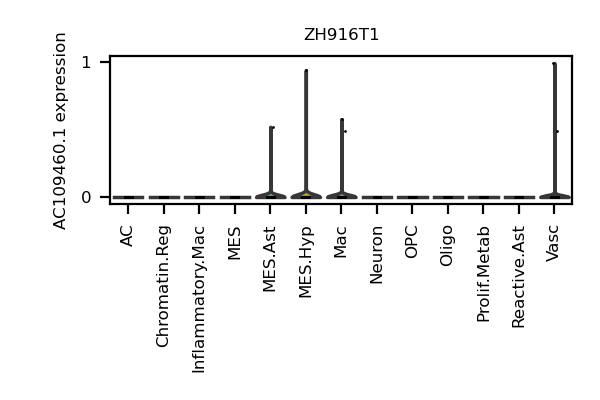 ZH916T1
AC109460.1 expression
1
0
AC
Chromatin.Reg
Inflammatory.Mac
MES
MES.Ast
MES.Hyp
Mac
Neuron
OPC
Oligo
Prolif.Metab
Reactive.Ast
Vasc